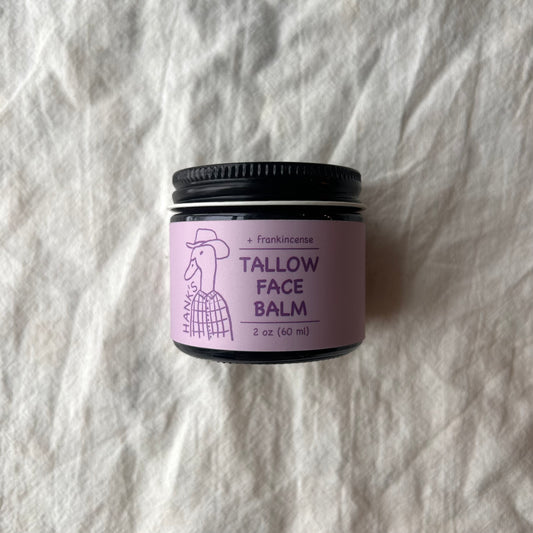 HANK'S
+ frankincense
TALLOW
FACE
BALM
2 oz (60 ml)